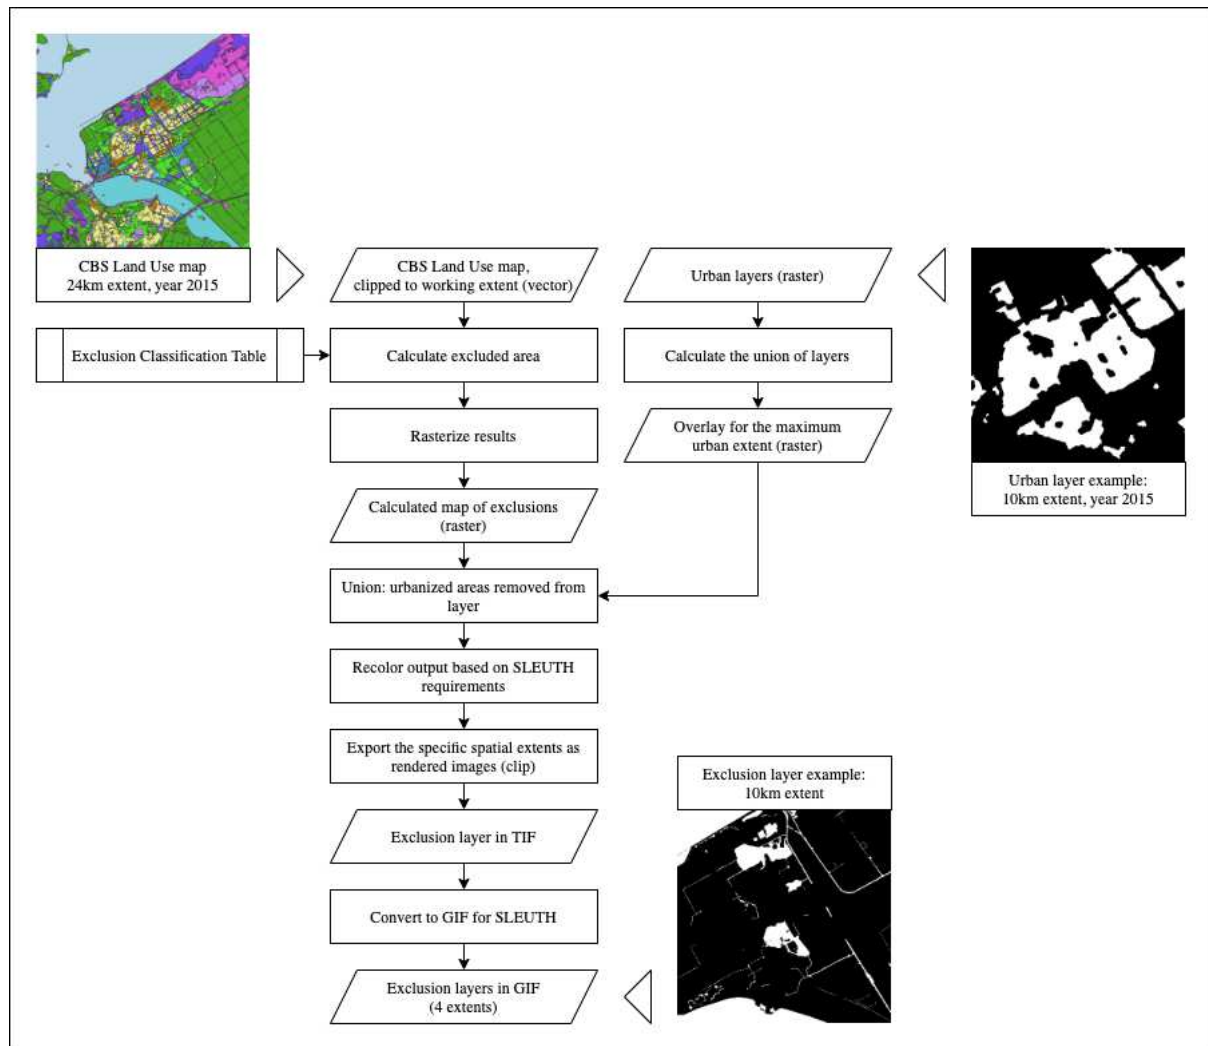 CBS Land Use map
24km extent, year 2015
CBS Land Use map,
clipped to working extent (vector)
Urban layers (raster)
Exclusion Classification Table
Calculate excluded area
Calculate the union of layers
Rasterize results
Overlay for the maximum
urban extent (raster)
Urban layer example:
10km extent, year 2015
Calculated map of exclusions
(raster)
Union: urbanized areas removed from
layer
Recolor output based on SLEUTH
requirements
Export the specific spatial extents as
rendered images (clip)
Exclusion layer example:
10km extent
Exclusion layer in TIF
Convert to GIF for SLEUTH
Exclusion layers in GIF
(4 extents)